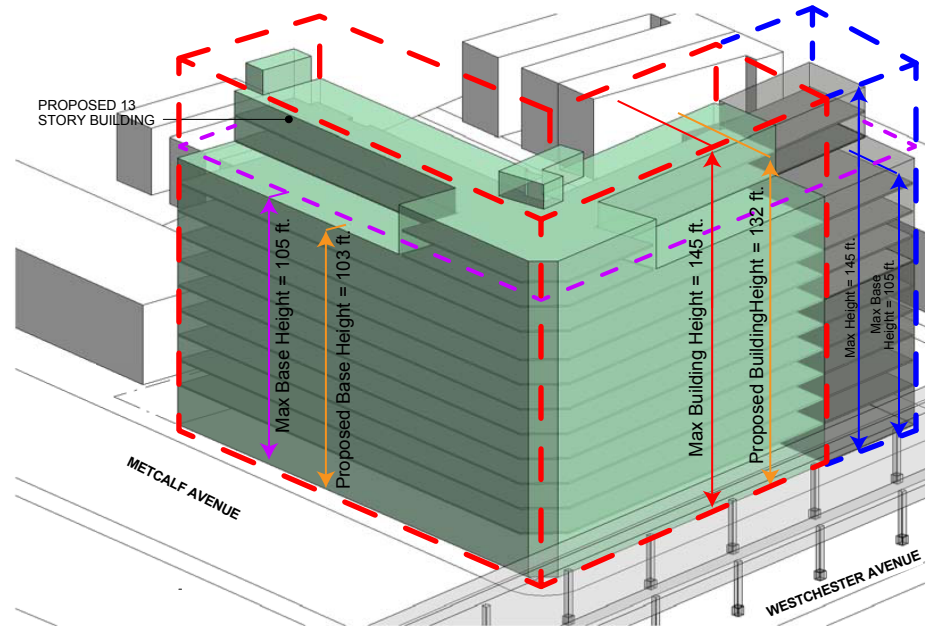 PROPOSED 13
STORY BUILDING
Max Base Height = 105 ft.
Proposed Base Height = 103 ft.
Max Building Height = 145 ft.
Proposed BuildingHeight = 132 ft.
Max Height = 145 ft.
Max Base
Height = 105 ft.
METCALF AVENUE
WESTCHESTER AVENUE